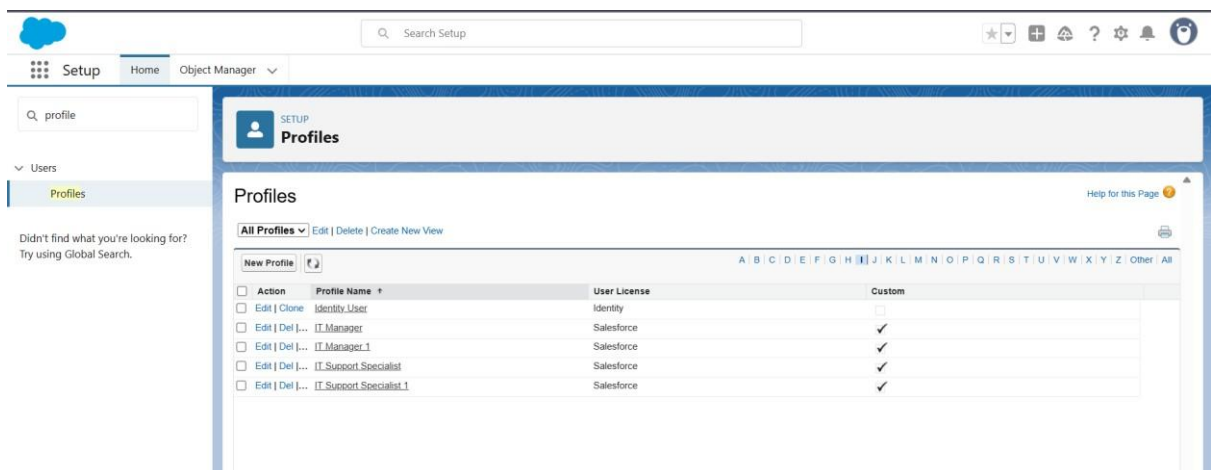 Search Setup
Setup Home Object Manager
profile
Users
Profiles
Didn't find what you're looking for?
Try using Global Search.
SETUP
Profiles
Profiles
Help for this Page
All Profiles Edit | Delete | Create New View
New Profile
A | B | C | D | E | F | G | H | I | J | K | L | M | N | O | P | Q | R | S | T | U | V | W | X | Y | Z | Other | All
Action Profile Name User License Custom
Edit | Clone Identity User Identity
Edit | Del |... IT Manager Salesforce
Edit | Del |... IT Manager 1 Salesforce
Edit | Del |... IT Support Specialist Salesforce
Edit | Del |... IT Support Specialist 1 Salesforce